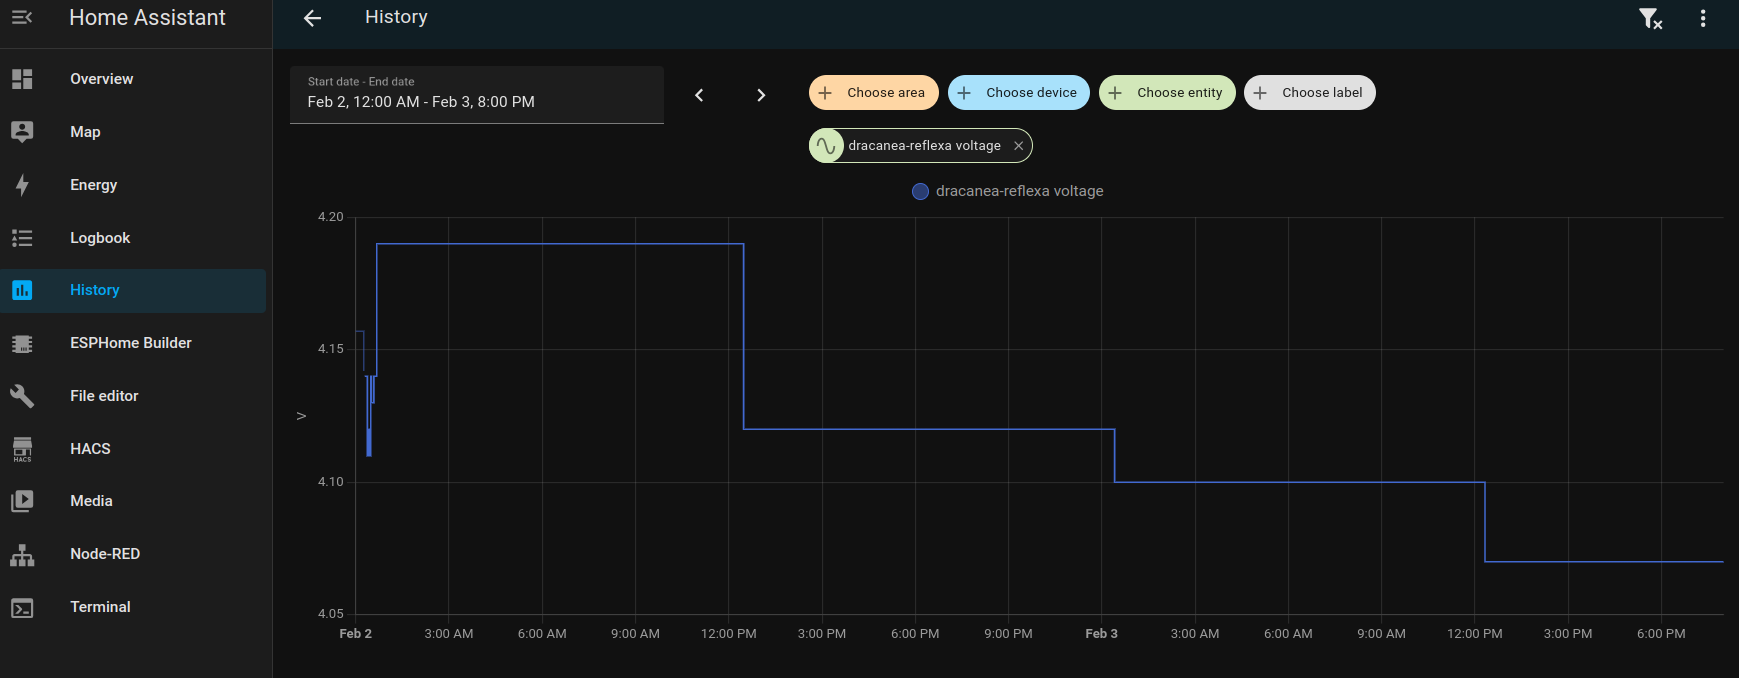 Home Assistant
History
Overview
Map
Energy
Logbook
History
ESPHome Builder
File editor
HACS
HACS
Media
Node-RED
Terminal
Start date - End date
Feb 2, 12:00 AM - Feb 3, 8:00 PM
Choose area
Choose device
Choose entity
Choose label
dracanea-reflexa voltage
dracanea-reflexa voltage
4.20
4.15
4.10
4.05
V
Feb 2 3:00 AM 6:00 AM 9:00 AM 12:00 PM 3:00 PM 6:00 PM 9:00 PM Feb 3 3:00 AM 6:00 AM 9:00 AM 12:00 PM 3:00 PM 6:00 PM